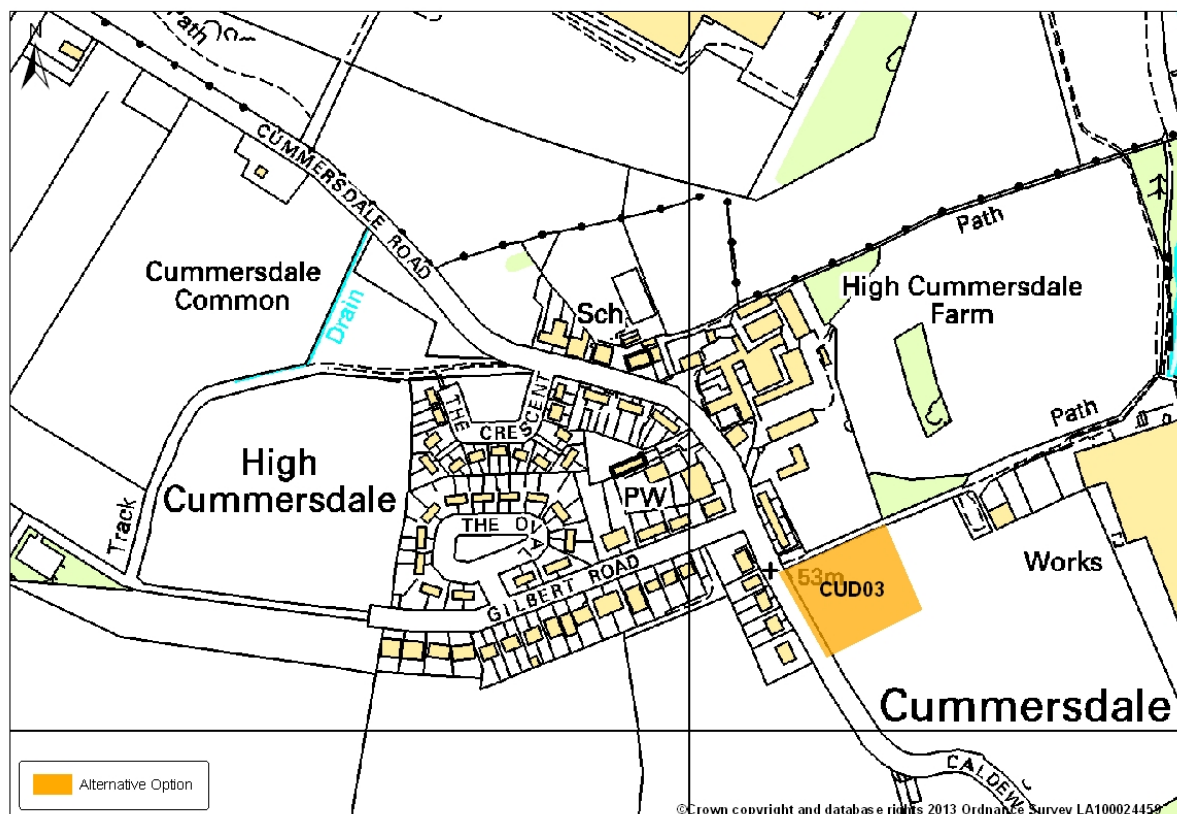 N
Path
CUMMERSDALE ROAD
Cummersdale
Common
Drain
Path
High Cummersdale
Farm
Sch
THE
CRESCENT
High
Cummersdale
Track
PW
THE OVAL
GILBERT ROAD
Path
Works
53m
CUD03
Cummersdale
CALDEW
Alternative Option
©Crown copyright and database rights 2013 Ordnance Survey LA100024459